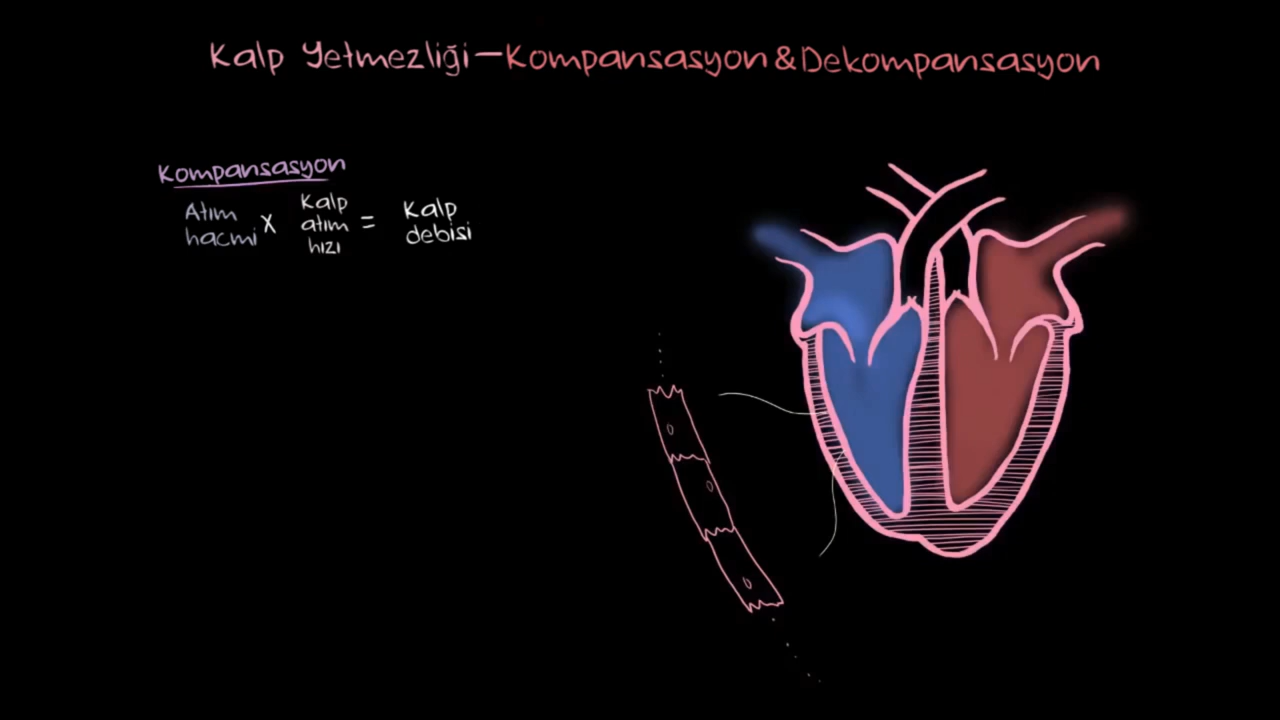 Kalp Yetmezliği—Kompansasyon & Dekompansasyon
Kompansasyon
Atım hacmi x Kalp atım hızı = Kalp debisi